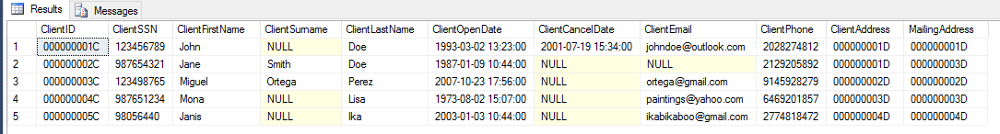 Results Messages
ClientID ClientSSN ClientFirstName ClientSurname ClientLastName ClientOpenDate ClientCancelDate ClientEmail ClientPhone ClientAddress MailingAddress
1 000000001C 123456789 John NULL Doe 1993-03-02 13:23:00 2001-07-19 15:34:00 johndoe@outlook.com 2028274812 000000001D 000000001D
2 000000002C 987654321 Jane Smith Doe 1987-01-09 10:44:00 NULL NULL 2129205892 000000001D 000000003D
3 000000003C 123498765 Miguel Ortega Perez 2007-10-23 17:56:00 NULL ortega@gmail.com 9145928279 000000002D 000000002D
4 000000004C 987651234 Mona NULL Lisa 1973-08-02 15:07:00 NULL paintings@yahoo.com 6469201857 000000003D 000000003D
5 000000005C 98056440 Janis NULL Ika 2003-01-03 10:44:00 NULL ikabikaboo@gmail.com 2774818472 000000004D 000000004D